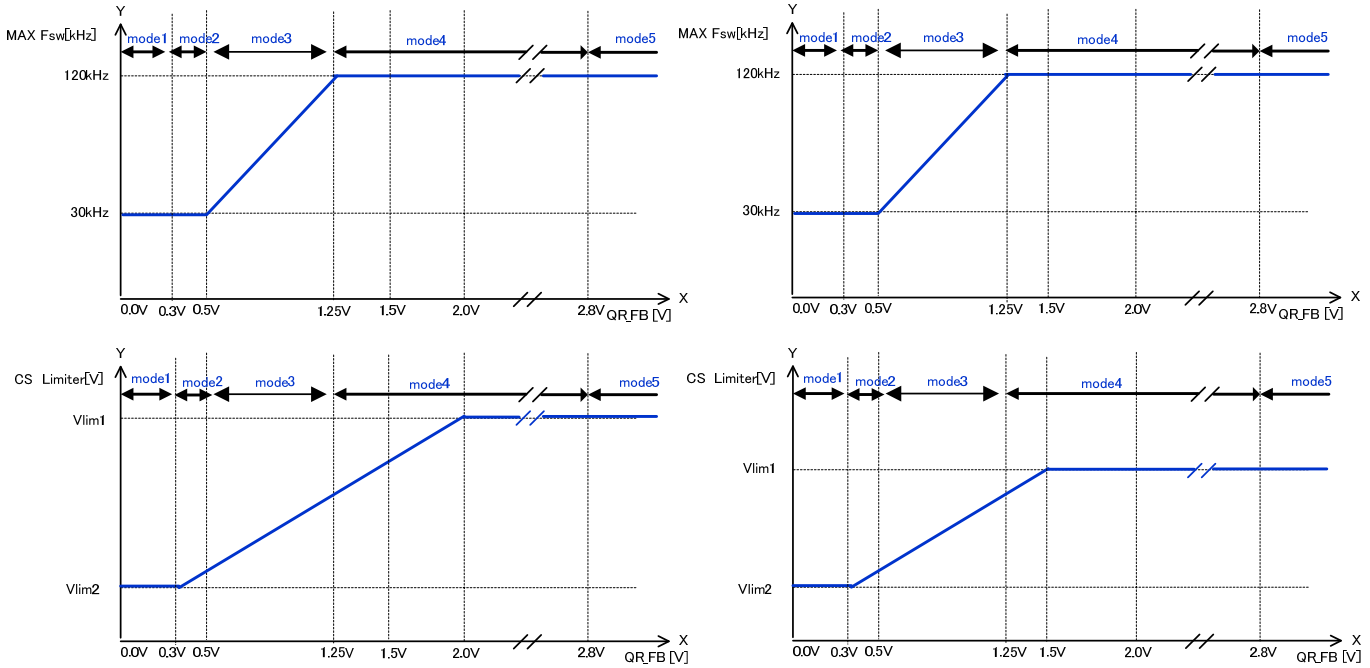 Y
MAX Fsw[kHz]
mode1 mode2 mode3 mode4 mode5
120kHz
30kHz
0.0V 0.3V 0.5V 1.25V 1.5V 2.0V 2.8V
X
QR_FB [V]
Y
MAX Fsw[kHz]
mode1 mode2 mode3 mode4 mode5
120kHz
30kHz
0.0V 0.3V 0.5V 1.25V 1.5V 2.0V 2.8V
X
QR_FB [V]
Y
CS Limiter[V]
mode1 mode2 mode3 mode4 mode5
Vlim1
Vlim2
0.0V 0.3V 0.5V 1.25V 1.5V 2.0V 2.8V
X
QR_FB [V]
Y
CS Limiter[V]
mode1 mode2 mode3 mode4 mode5
Vlim1
Vlim2
0.0V 0.3V 0.5V 1.25V 1.5V 2.0V 2.8V
X
QR_FB [V]